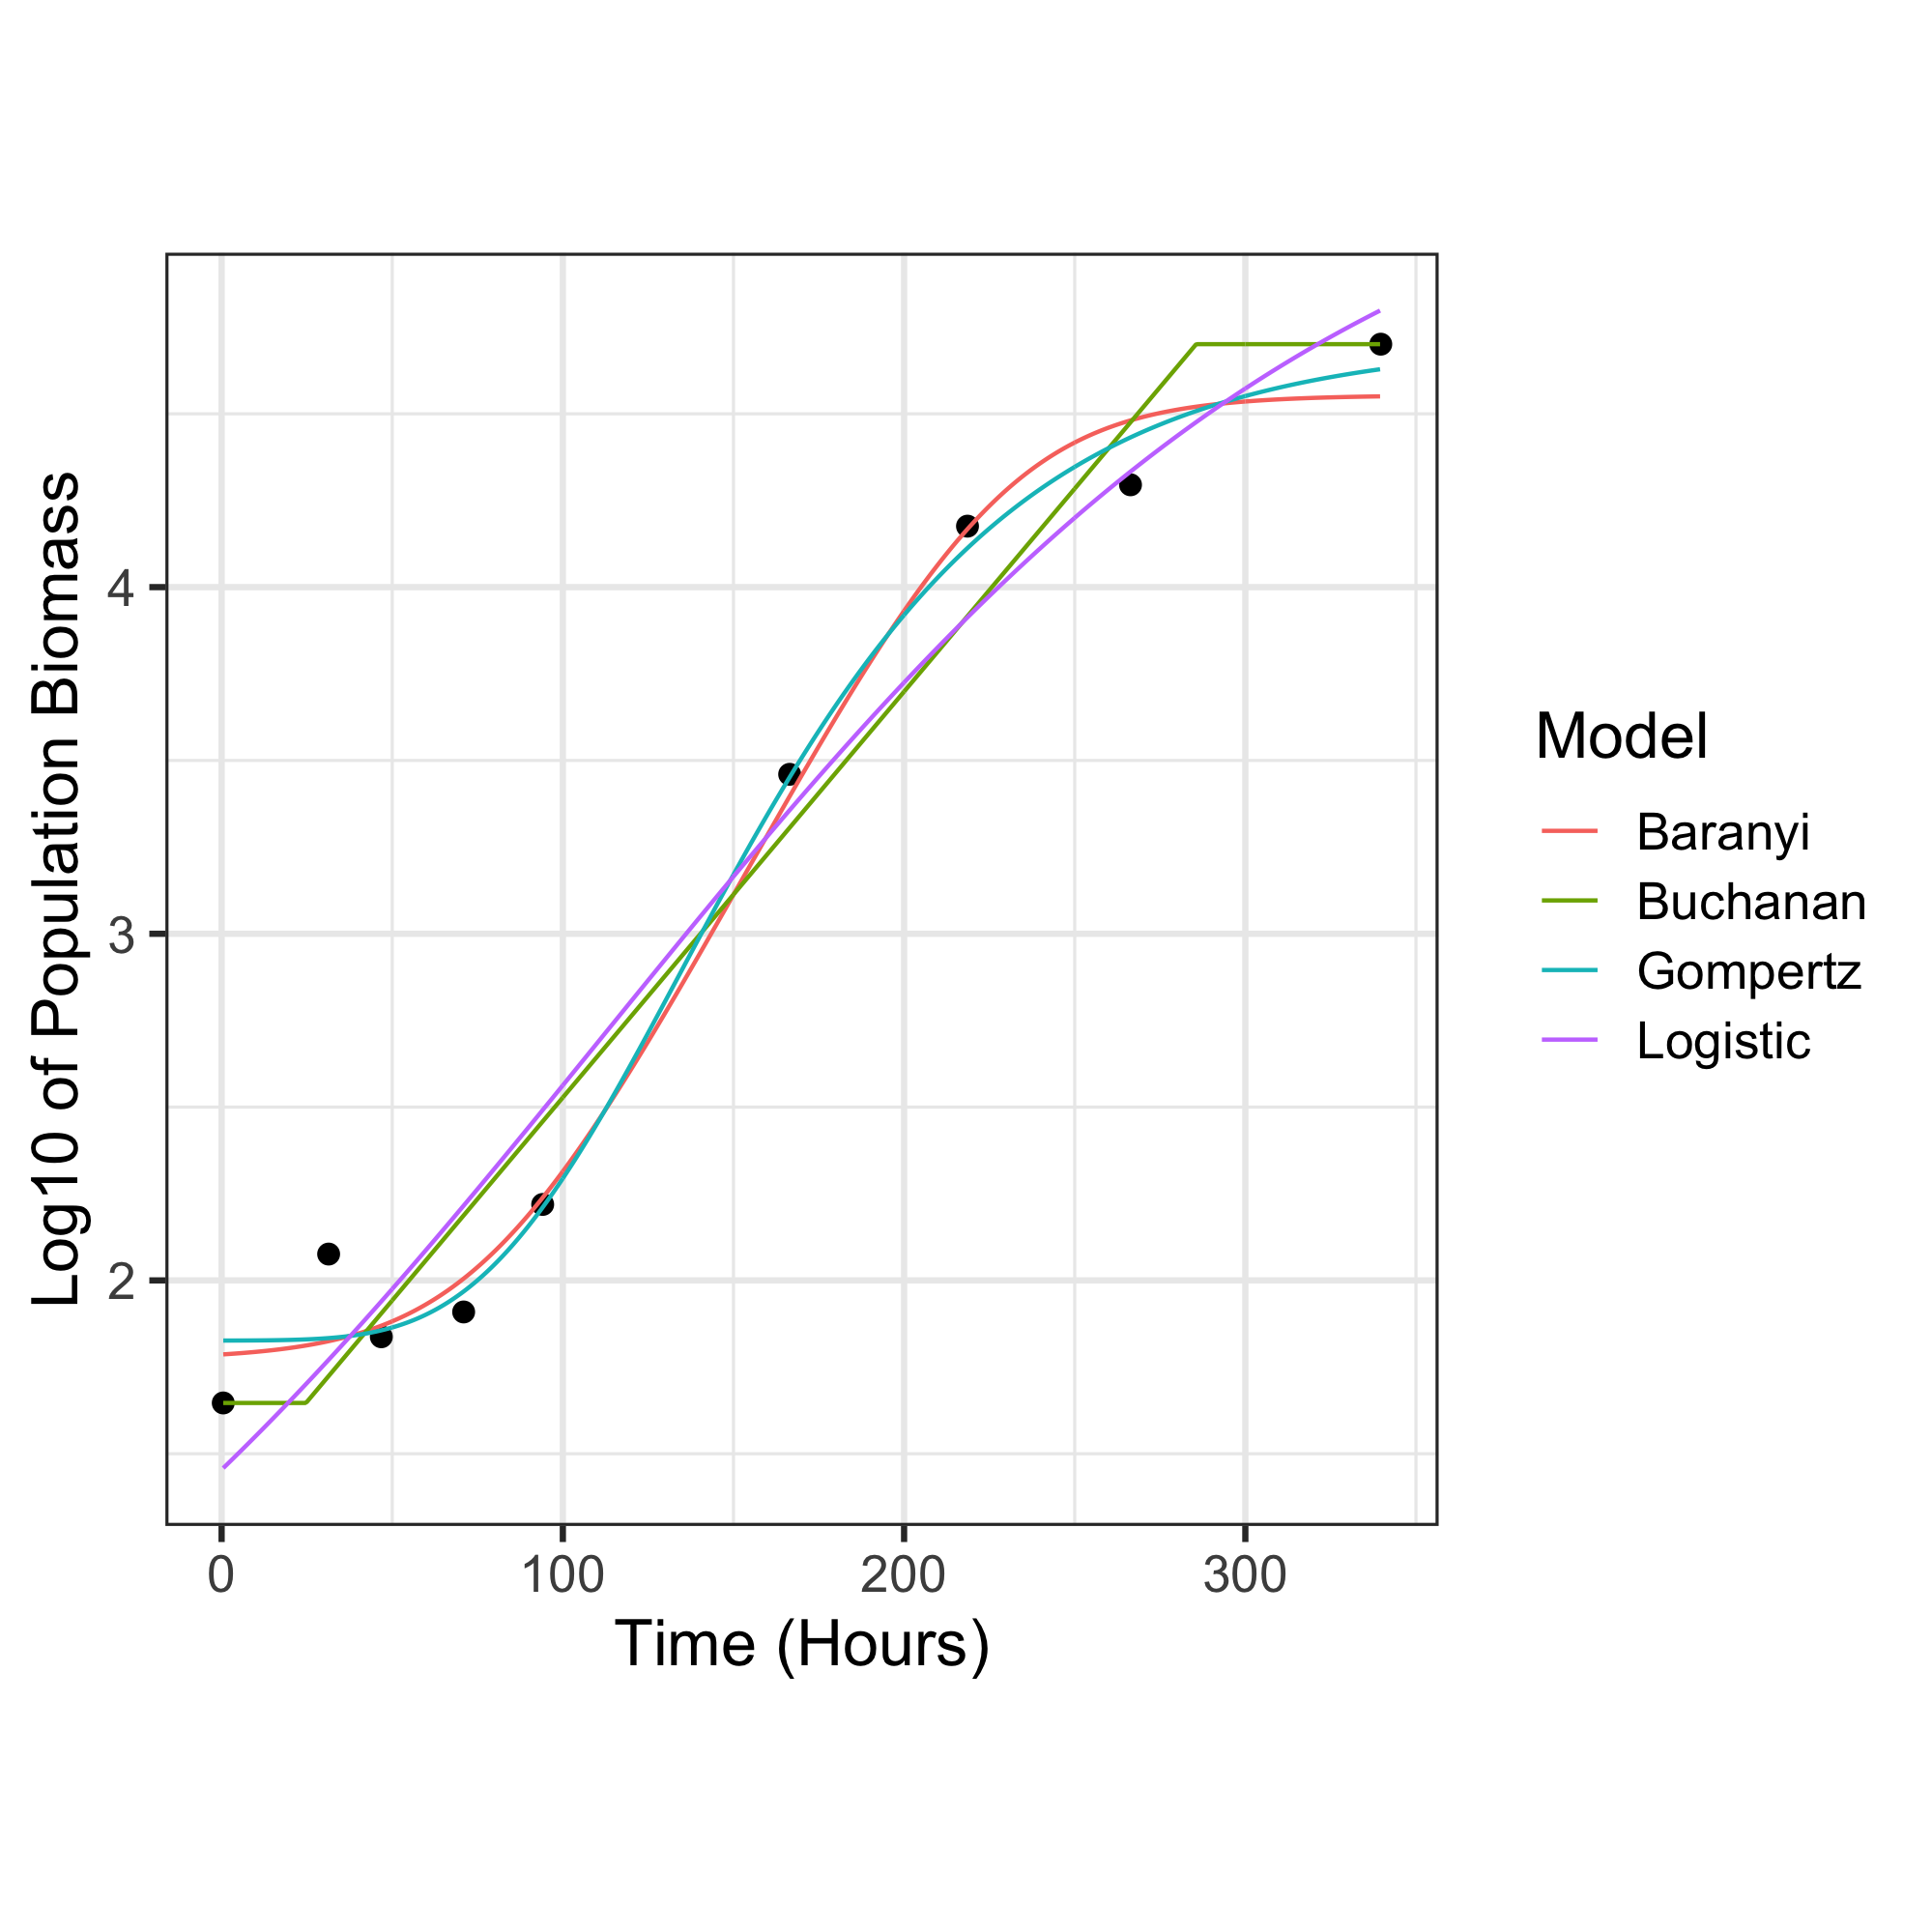 Log10 of Population Biomass
4
3
2
0 100 200 300
Time (Hours)
Model
Baranyi
Buchanan
Gompertz
Logistic